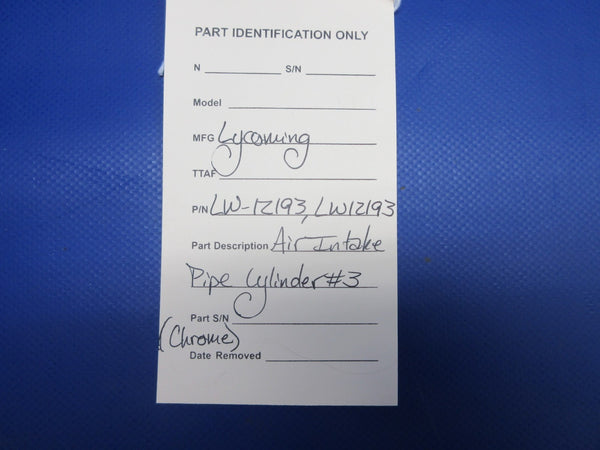 PART IDENTIFICATION ONLY
N S/N
Model
MFG Lycoming
TTAF
P/N LW-12193, LW12193
Part Description Air Intake
Pipe Cylinder #3
Part S/N
(Chrome)
Date Removed